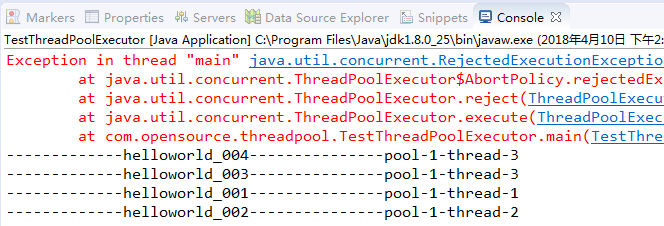 Markers Properties Servers Data Source Explorer Snippets Console
TestThreadPoolExecutor [Java Application] C:\Program Files\Java\jdk1.8.0_25\bin\javaw.exe (2018年4月10日 下午2:
Exception in thread "main" java.util.concurrent.RejectedExecutionExceptio
at java.util.concurrent.ThreadPoolExecutor$AbortPolicy.rejectedEx
at java.util.concurrent.ThreadPoolExecutor.reject(ThreadPoolExecu
at java.util.concurrent.ThreadPoolExecutor.execute(ThreadPoolExec
at com.opensource.threadpool.TestThreadPoolExecutor.main(TestThre
-------------helloworld_004---------------pool-1-thread-3
-------------helloworld_003---------------pool-1-thread-3
-------------helloworld_001---------------pool-1-thread-1
-------------helloworld_002---------------pool-1-thread-2